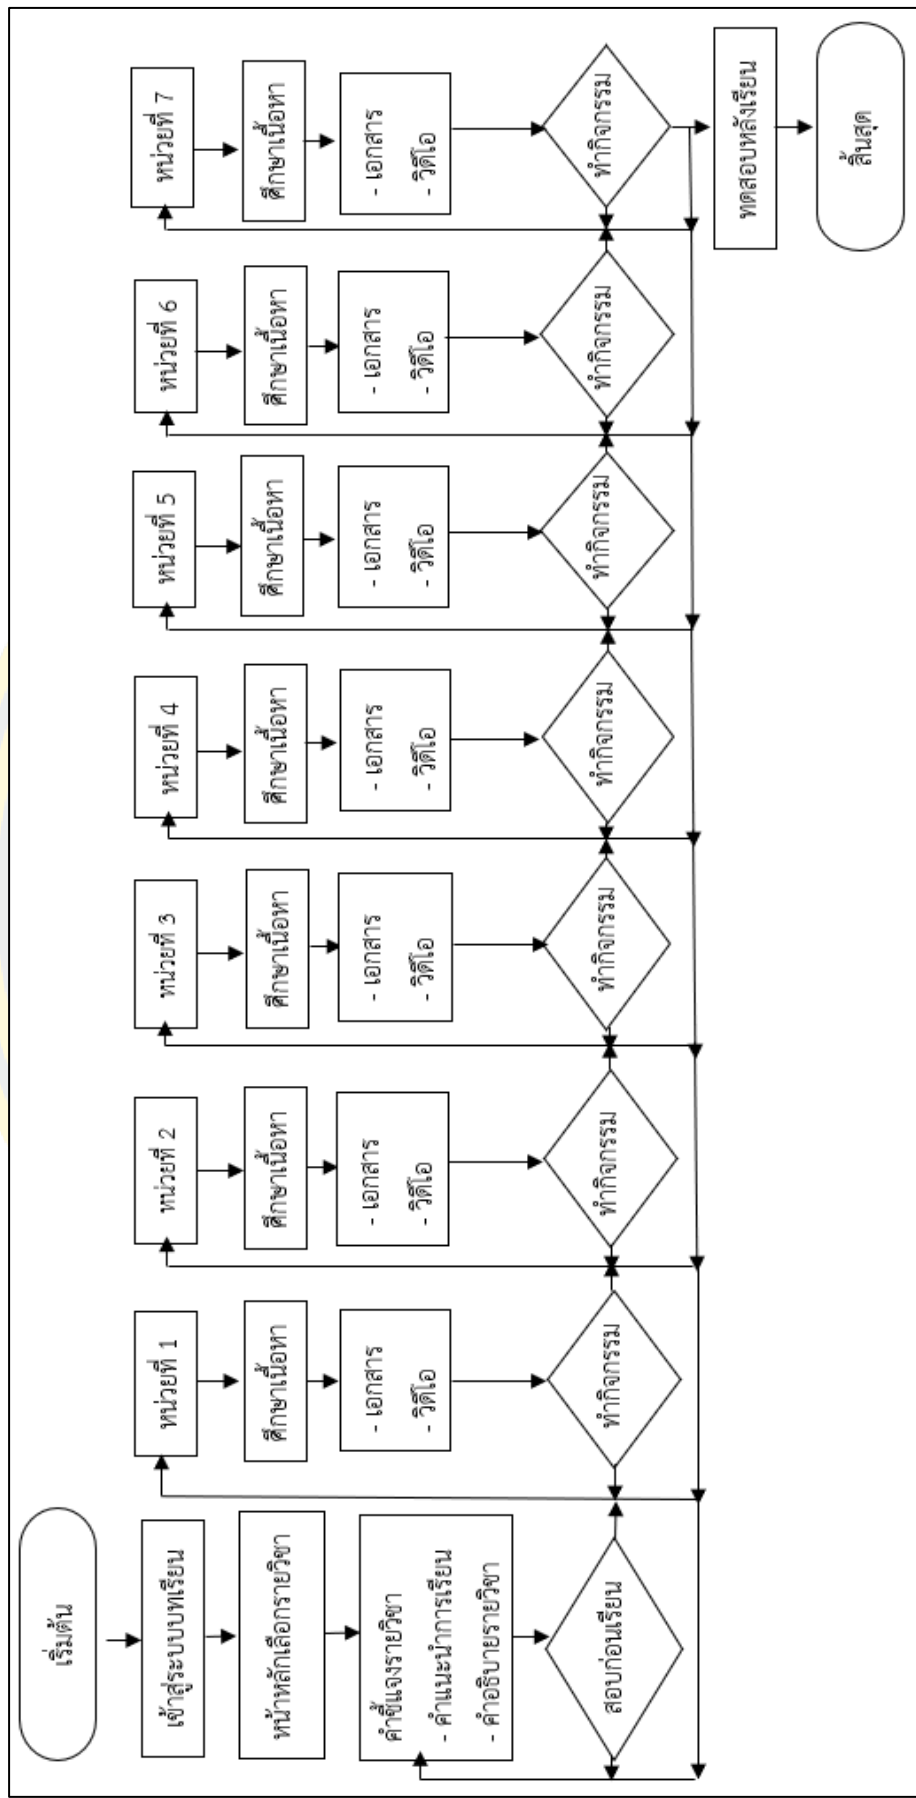 เริ่มต้น
เข้าสู่ระบบบทเรียน
หน้าหลักเลือกรายวิชา
คำชี้แจงรายวิชา
- คำแนะนำการเรียน
- คำอธิบายรายวิชา
สอบก่อนเรียน
หน่วยที่ 1
ศึกษาเนื้อหา
- เอกสาร
- วิดีโอ
ทำกิจกรรม
หน่วยที่ 2
ศึกษาเนื้อหา
- เอกสาร
- วิดีโอ
ทำกิจกรรม
หน่วยที่ 3
ศึกษาเนื้อหา
- เอกสาร
- วิดีโอ
ทำกิจกรรม
หน่วยที่ 4
ศึกษาเนื้อหา
- เอกสาร
- วิดีโอ
ทำกิจกรรม
หน่วยที่ 5
ศึกษาเนื้อหา
- เอกสาร
- วิดีโอ
ทำกิจกรรม
หน่วยที่ 6
ศึกษาเนื้อหา
- เอกสาร
- วิดีโอ
ทำกิจกรรม
หน่วยที่ 7
ศึกษาเนื้อหา
- เอกสาร
- วิดีโอ
ทำกิจกรรม
ทดสอบหลังเรียน
สิ้นสุด